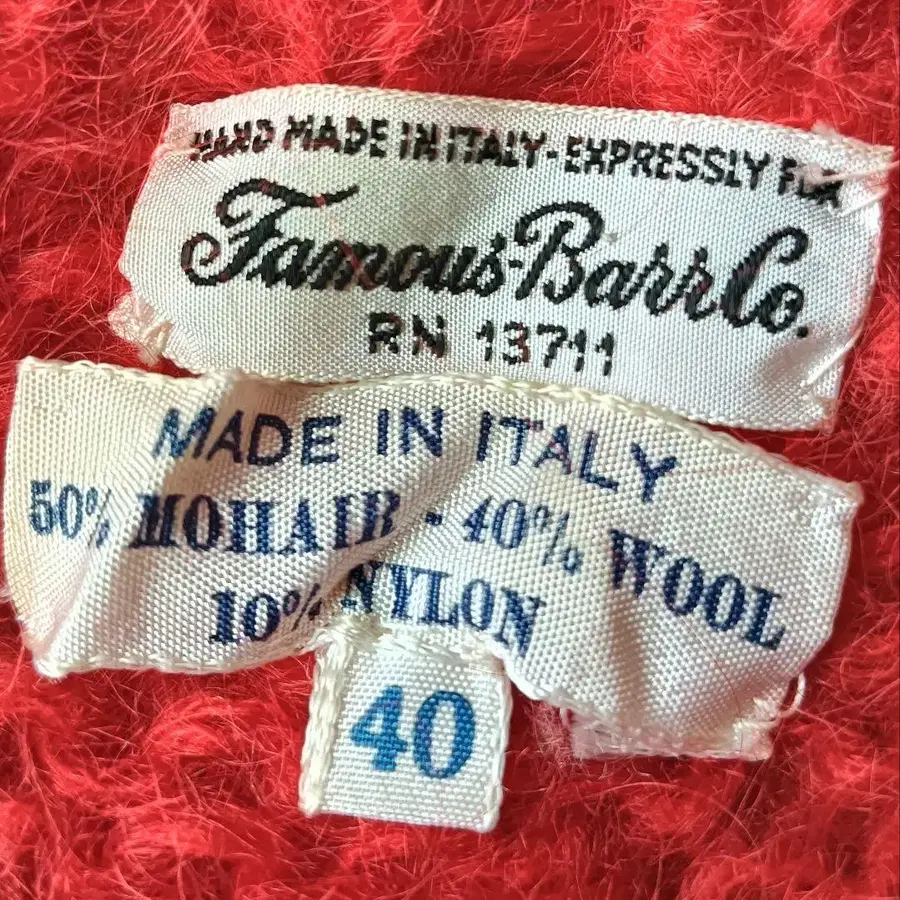 HAND MADE IN ITALY - EXPRESSLY FOR
Famous-Barr Co.
RN 13711
MADE IN ITALY
50% MOHAIR - 40% WOOL
10% NYLON
40